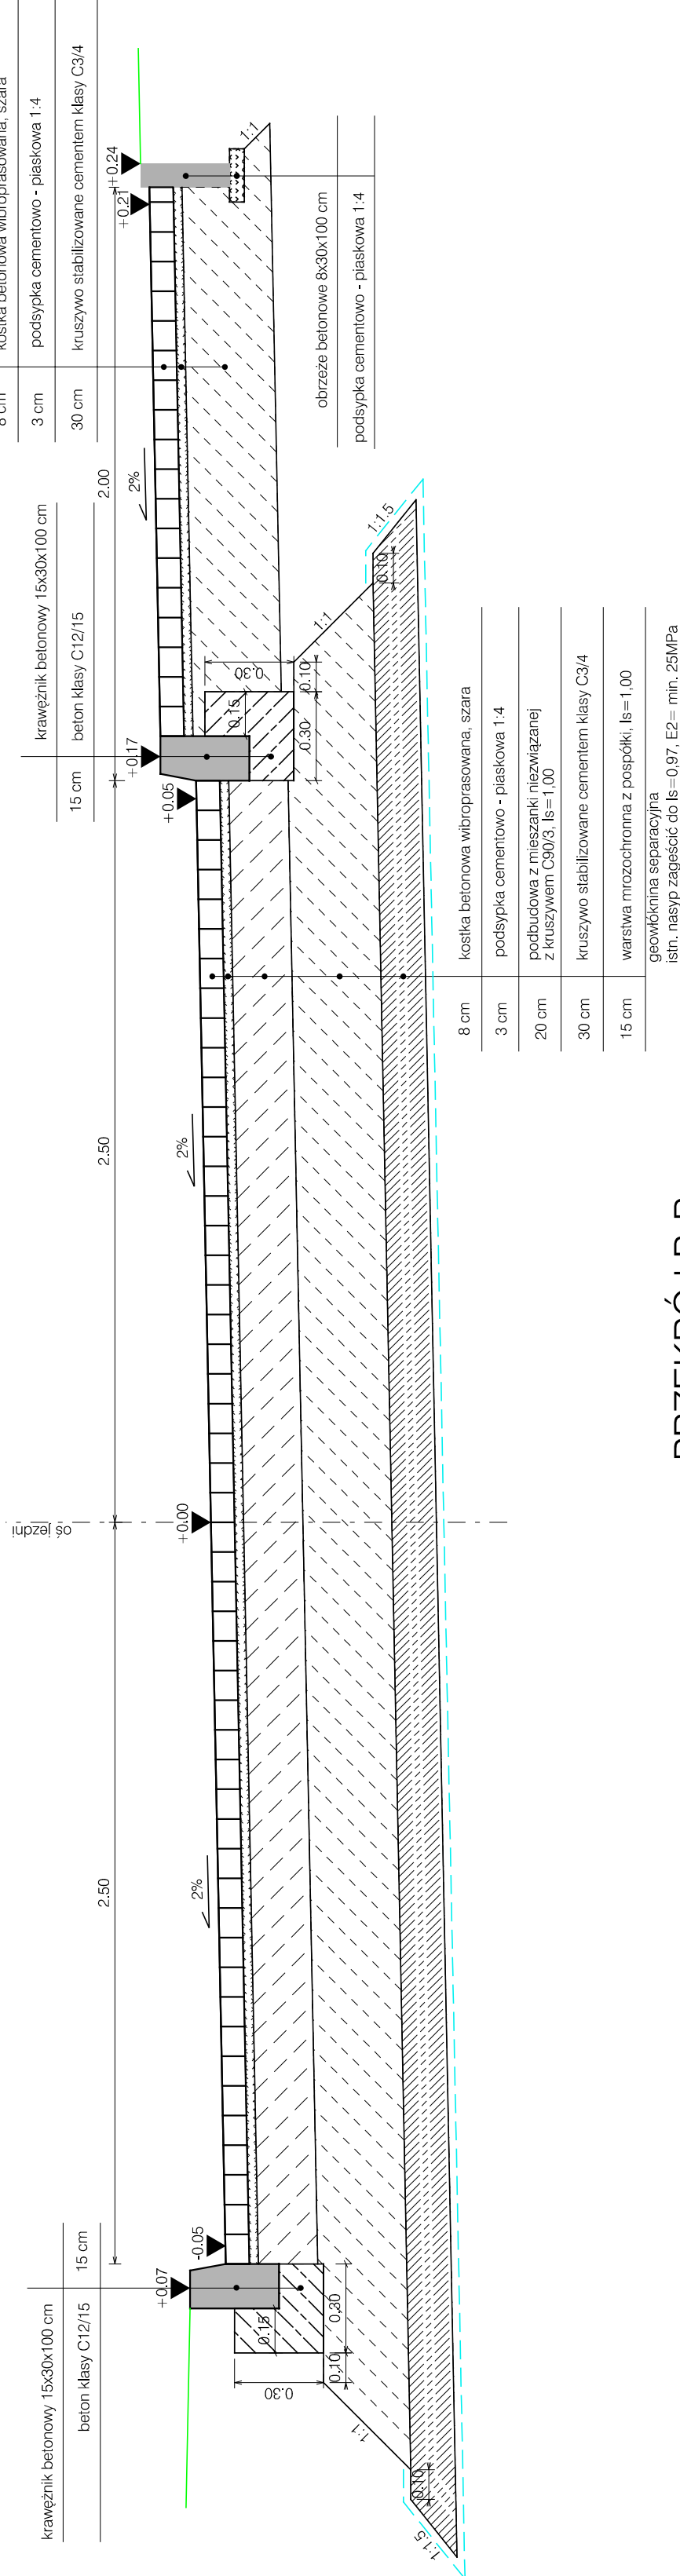 krawężnik betonowy 15x30x100 cm
15 cm
beton klasy C12/15
+0.07
-0.05
0.15
0.30
0.30
0.10
1:1
0.10
1:1.5
2.50
2%
oś jezdni
+0.00
2.50
2%
krawężnik betonowy 15x30x100 cm
15 cm
beton klasy C12/15
+0.05
+0.17
0.15
0.30
0.30
0.10
1:1
0.10
1:1.5
2.00
2%
8 cm kostka betonowa wibroprasowana, szara
3 cm podsypka cementowo - piaskowa 1:4
30 cm kruszywo stabilizowane cementem klasy C3/4
+0.21
+0.24
1:1
obrzeże betonowe 8x30x100 cm
podsypka cementowo - piaskowa 1:4
8 cm kostka betonowa wibroprasowana, szara
3 cm podsypka cementowo - piaskowa 1:4
20 cm podbudowa z mieszanki niezwiązanej
z kruszywem C90/3, Is=1,00
30 cm kruszywo stabilizowane cementem klasy C3/4
15 cm warstwa mrozochronna z pospółki, Is=1,00
geowłóknina separacyjna
istn. nasyp zagęścić do Is=0,97, E2= min. 25MPa